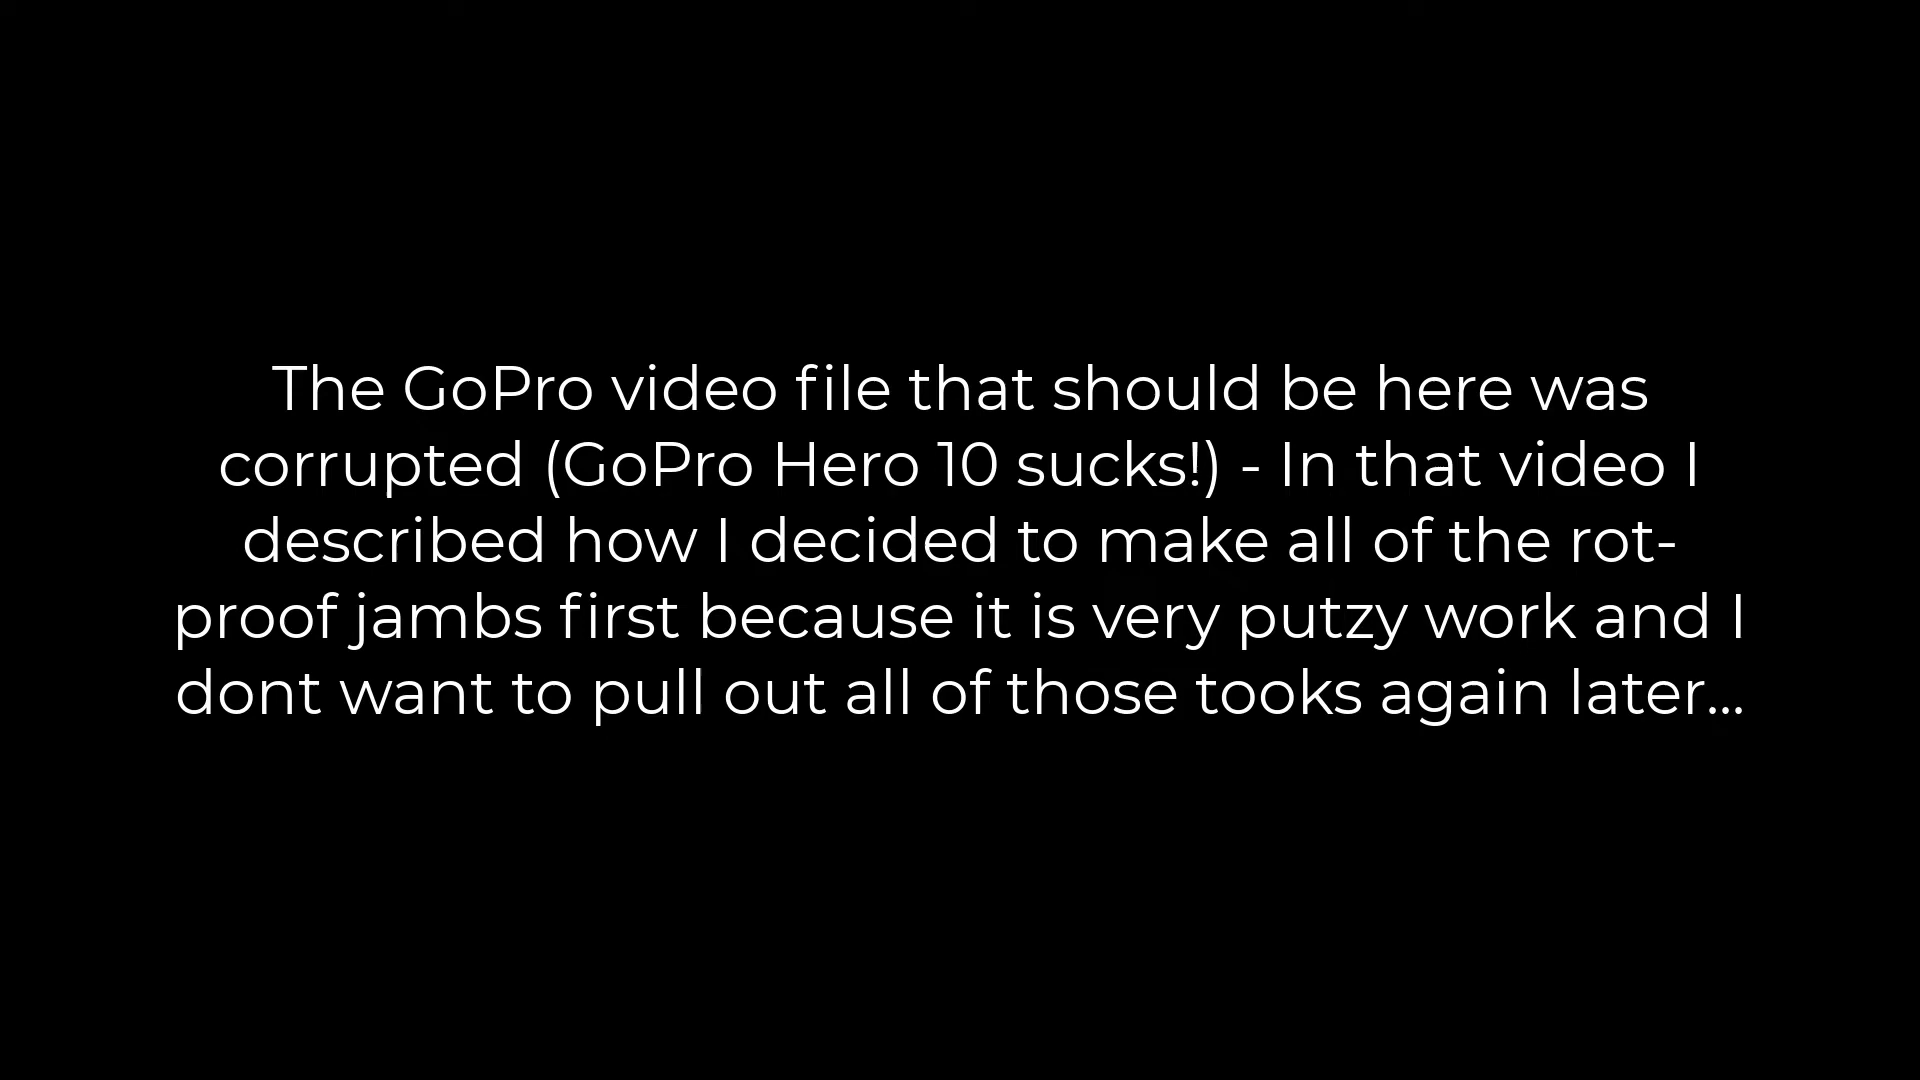 The GoPro video file that should be here was
corrupted (GoPro Hero 10 sucks!) - In that video I
described how I decided to make all of the rot-
proof jambs first because it is very putzy work and I
dont want to pull out all of those tooks again later...